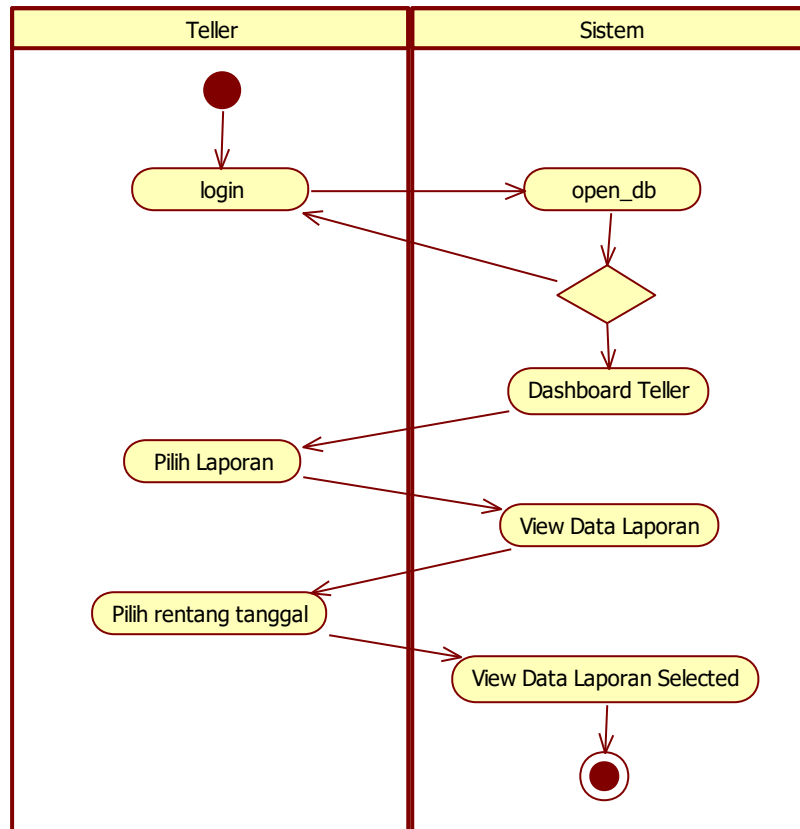 Teller
Sistem
login
open_db
Dashboard Teller
Pilih Laporan
View Data Laporan
Pilih rentang tanggal
View Data Laporan Selected